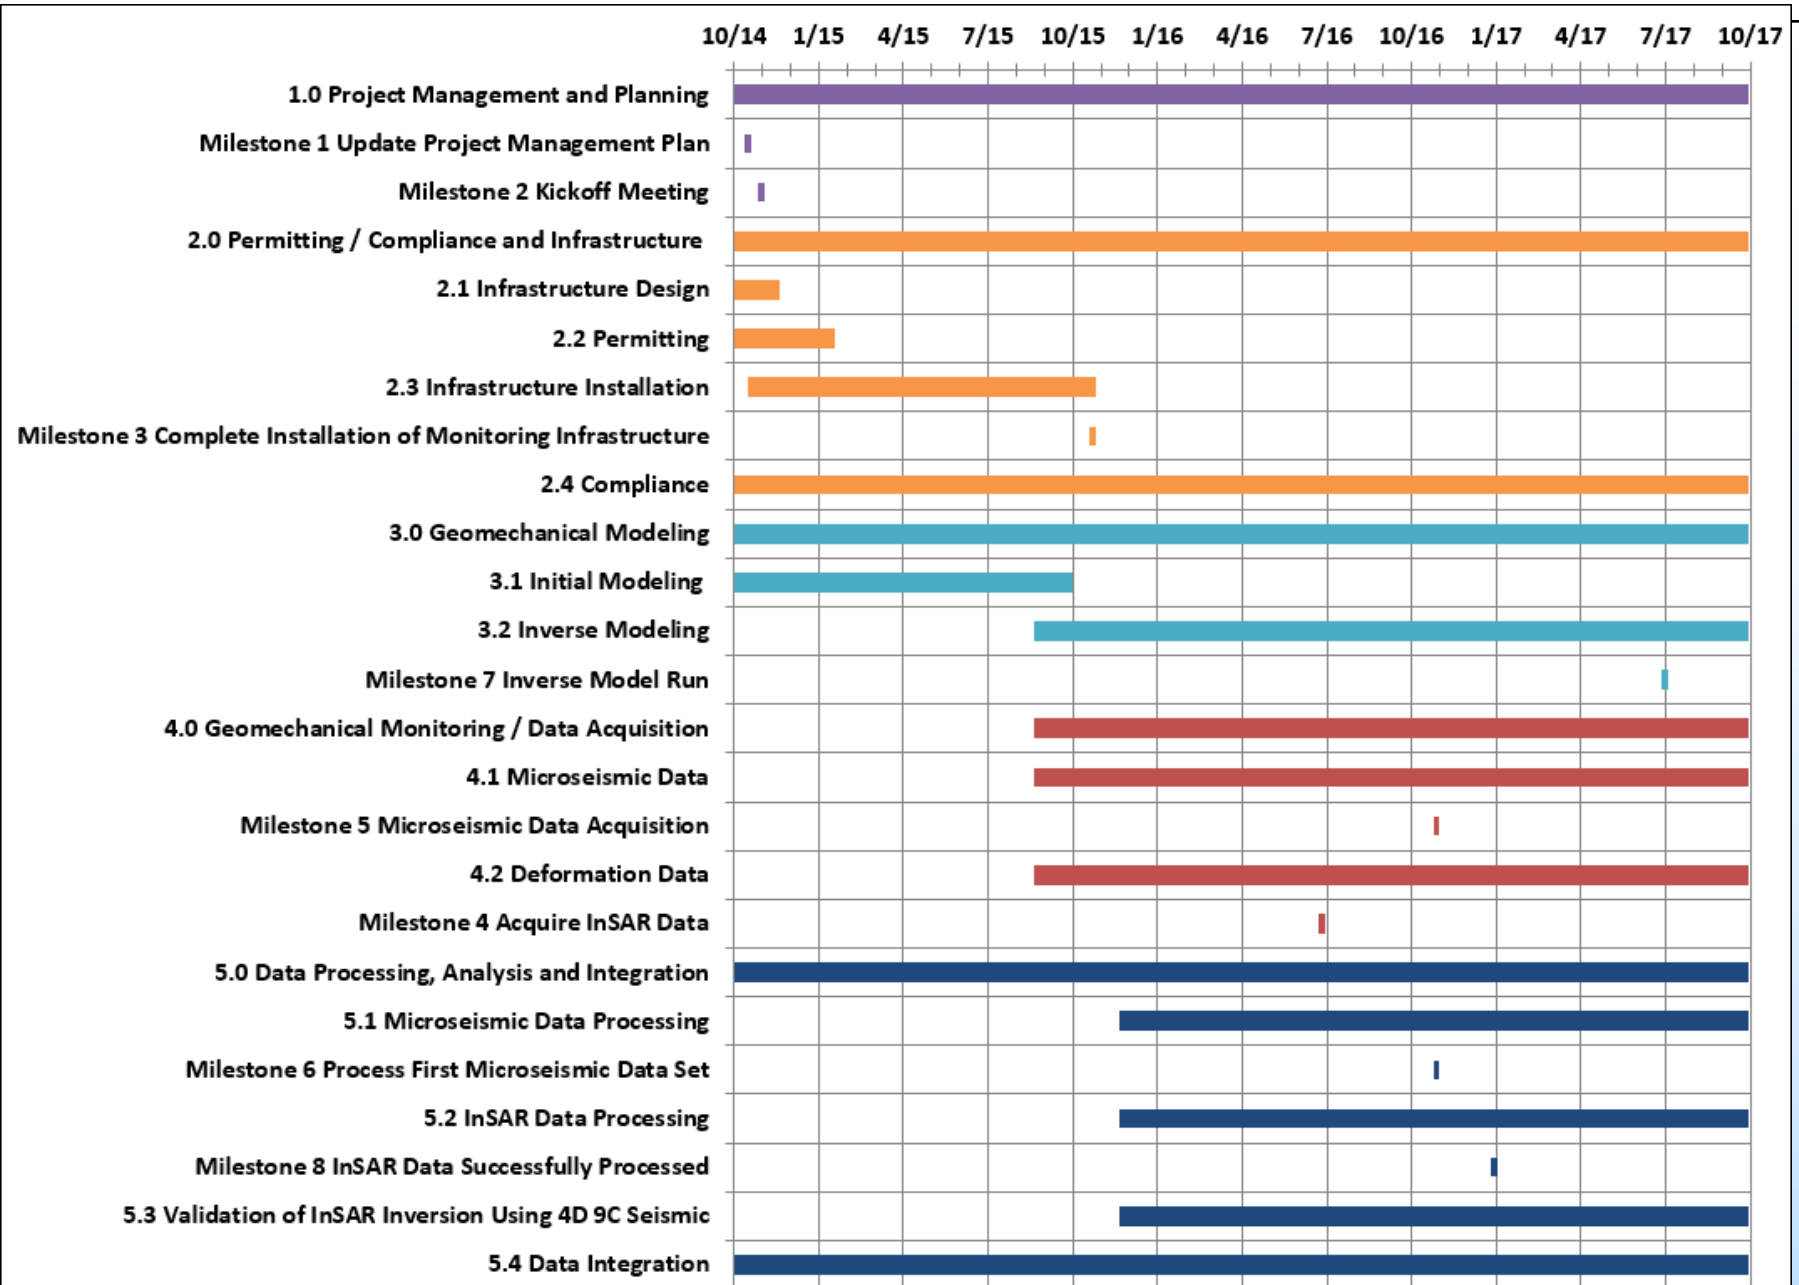 10/14 1/15 4/15 7/15 10/15 1/16 4/16 7/16 10/16 1/17 4/17 7/17 10/17
1.0 Project Management and Planning
Milestone 1 Update Project Management Plan
Milestone 2 Kickoff Meeting
2.0 Permitting / Compliance and Infrastructure
2.1 Infrastructure Design
2.2 Permitting
2.3 Infrastructure Installation
Milestone 3 Complete Installation of Monitoring Infrastructure
2.4 Compliance
3.0 Geomechanical Modeling
3.1 Initial Modeling
3.2 Inverse Modeling
Milestone 7 Inverse Model Run
4.0 Geomechanical Monitoring / Data Acquisition
4.1 Microseismic Data
Milestone 5 Microseismic Data Acquisition
4.2 Deformation Data
Milestone 4 Acquire InSAR Data
5.0 Data Processing, Analysis and Integration
5.1 Microseismic Data Processing
Milestone 6 Process First Microseismic Data Set
5.2 InSAR Data Processing
Milestone 8 InSAR Data Successfully Processed
5.3 Validation of InSAR Inversion Using 4D 9C Seismic
5.4 Data Integration